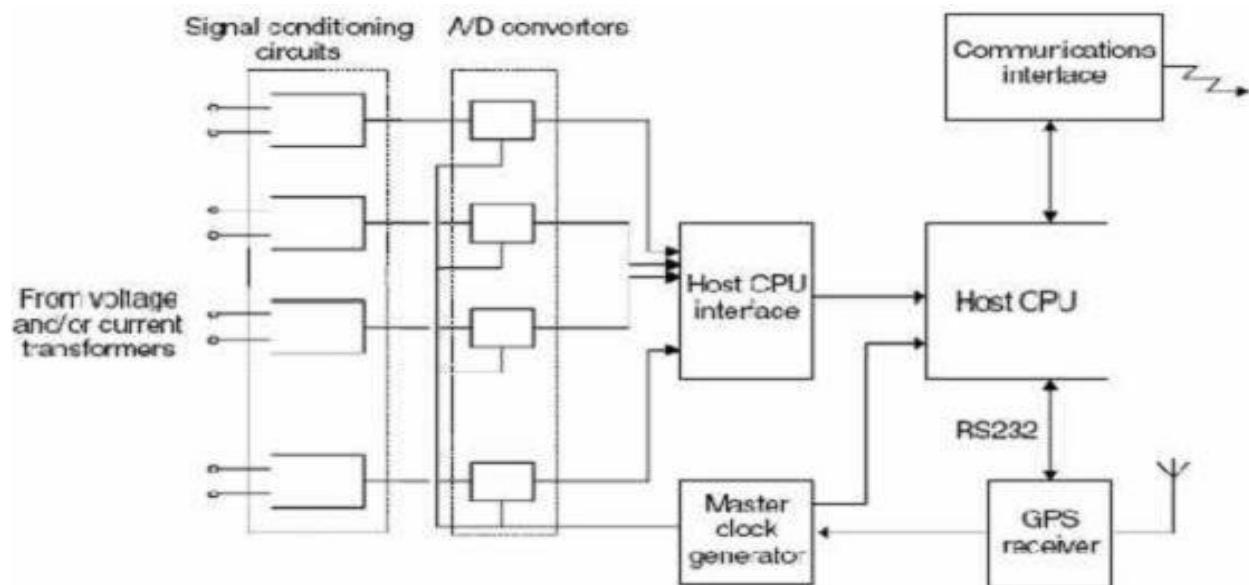 Signal conditioning
circuits
A/D converters
Communications
interface
From voltage
and/or current
transformers
Host CPU
interface
Host CPU
RS232
Master
clock
generator
GPS
receiver